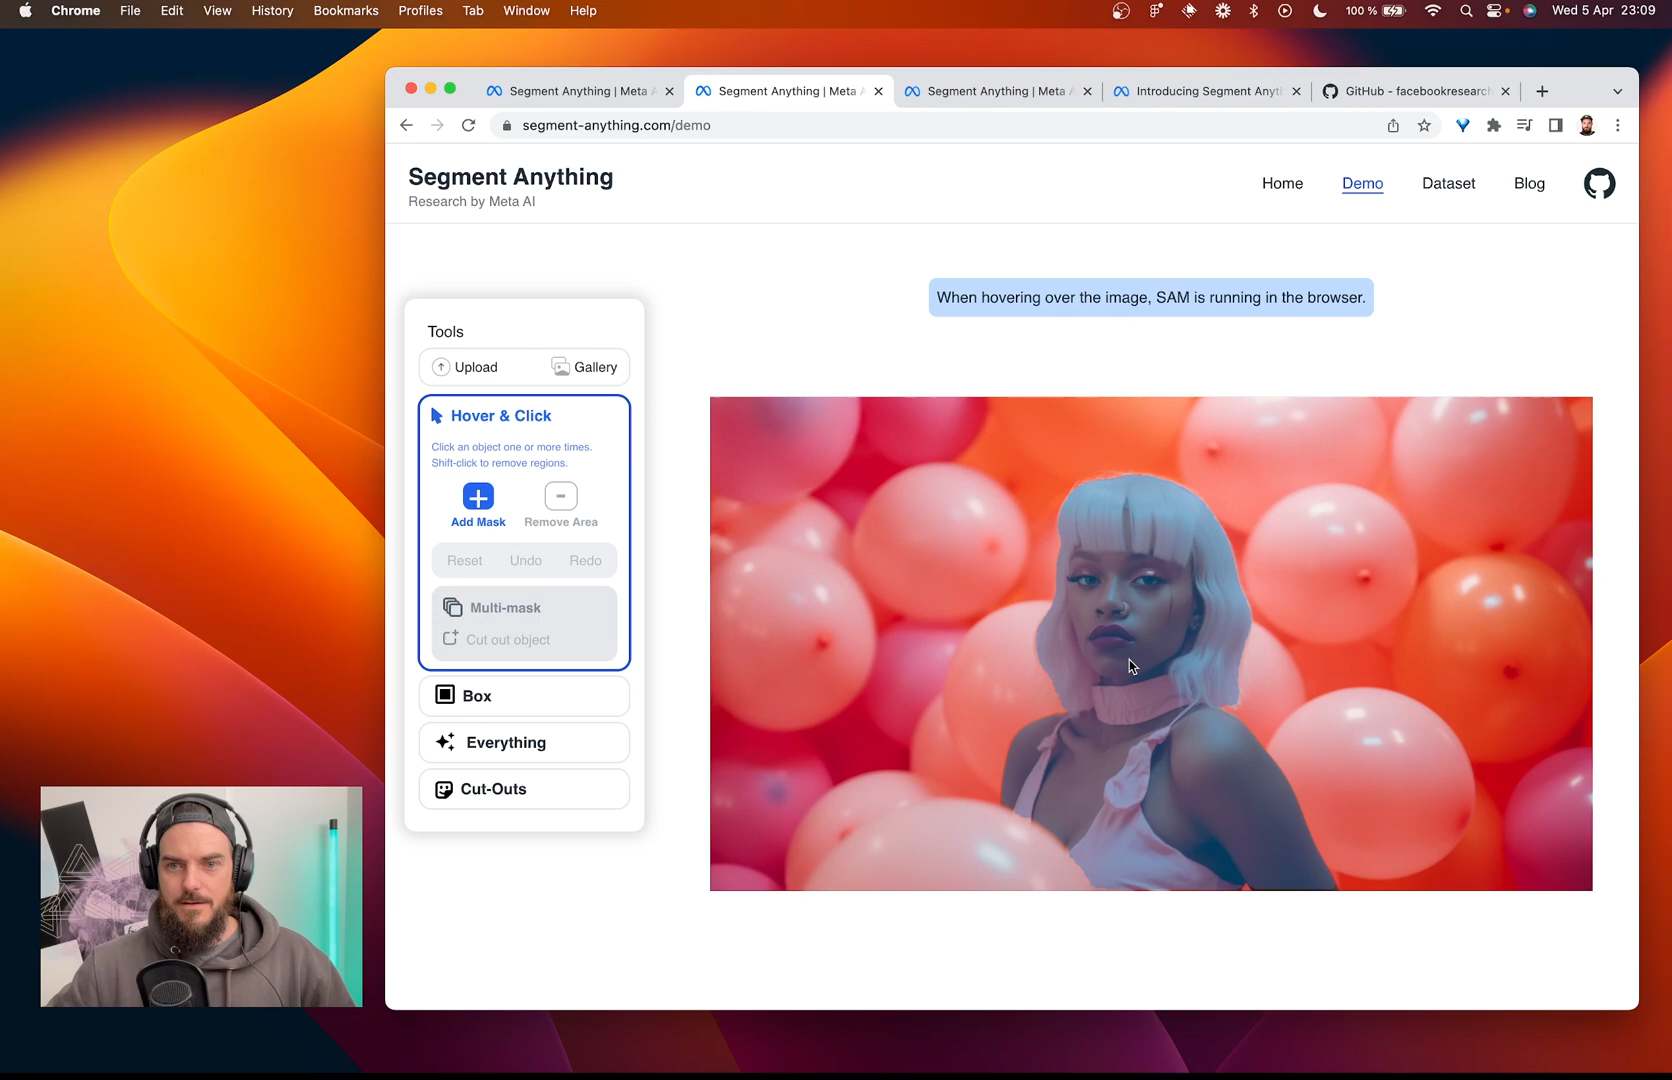 Chrome File Edit View History Bookmarks Profiles Tab Window Help 100 % Wed 5 Apr 23:09
Segment Anything | Meta Segment Anything | Meta Segment Anything | Meta Introducing Segment Anyt GitHub - facebookresearc
segment-anything.com/demo
Segment Anything
Research by Meta AI
Home Demo Dataset Blog
When hovering over the image, SAM is running in the browser.
Tools
Upload Gallery
Hover & Click
Click an object one or more times.
Shift-click to remove regions.
Add Mask Remove Area
Reset Undo Redo
Multi-mask
Cut out object
Box
Everything
Cut-Outs